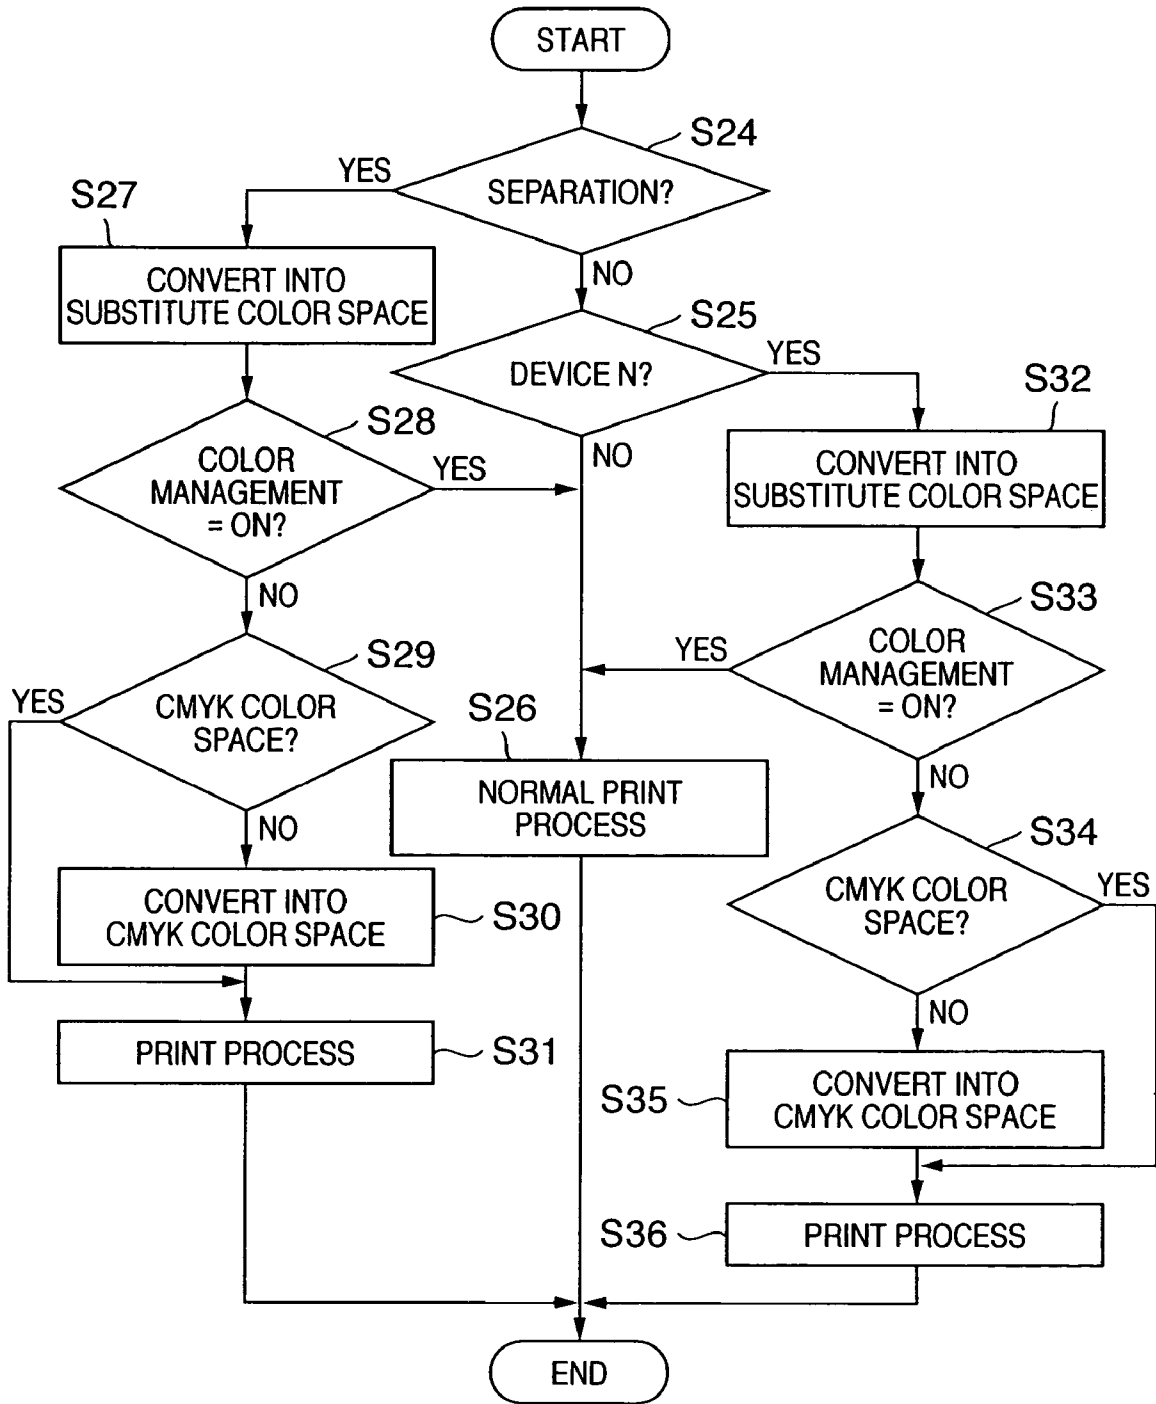 START
S24
YES
SEPARATION?
S27
NO
CONVERT INTO
SUBSTITUTE COLOR SPACE
S25
YES
DEVICE N?
S32
S28
NO
COLOR
MANAGEMENT
= ON?
YES
CONVERT INTO
SUBSTITUTE COLOR SPACE
NO
S33
S29
YES
COLOR
MANAGEMENT
= ON?
YES
CMYK COLOR
SPACE?
S26
NO
NORMAL PRINT
PROCESS
NO
S34
CONVERT INTO
CMYK COLOR SPACE
S30
CMYK COLOR
SPACE?
YES
NO
PRINT PROCESS
S31
S35
CONVERT INTO
CMYK COLOR SPACE
S36
PRINT PROCESS
END